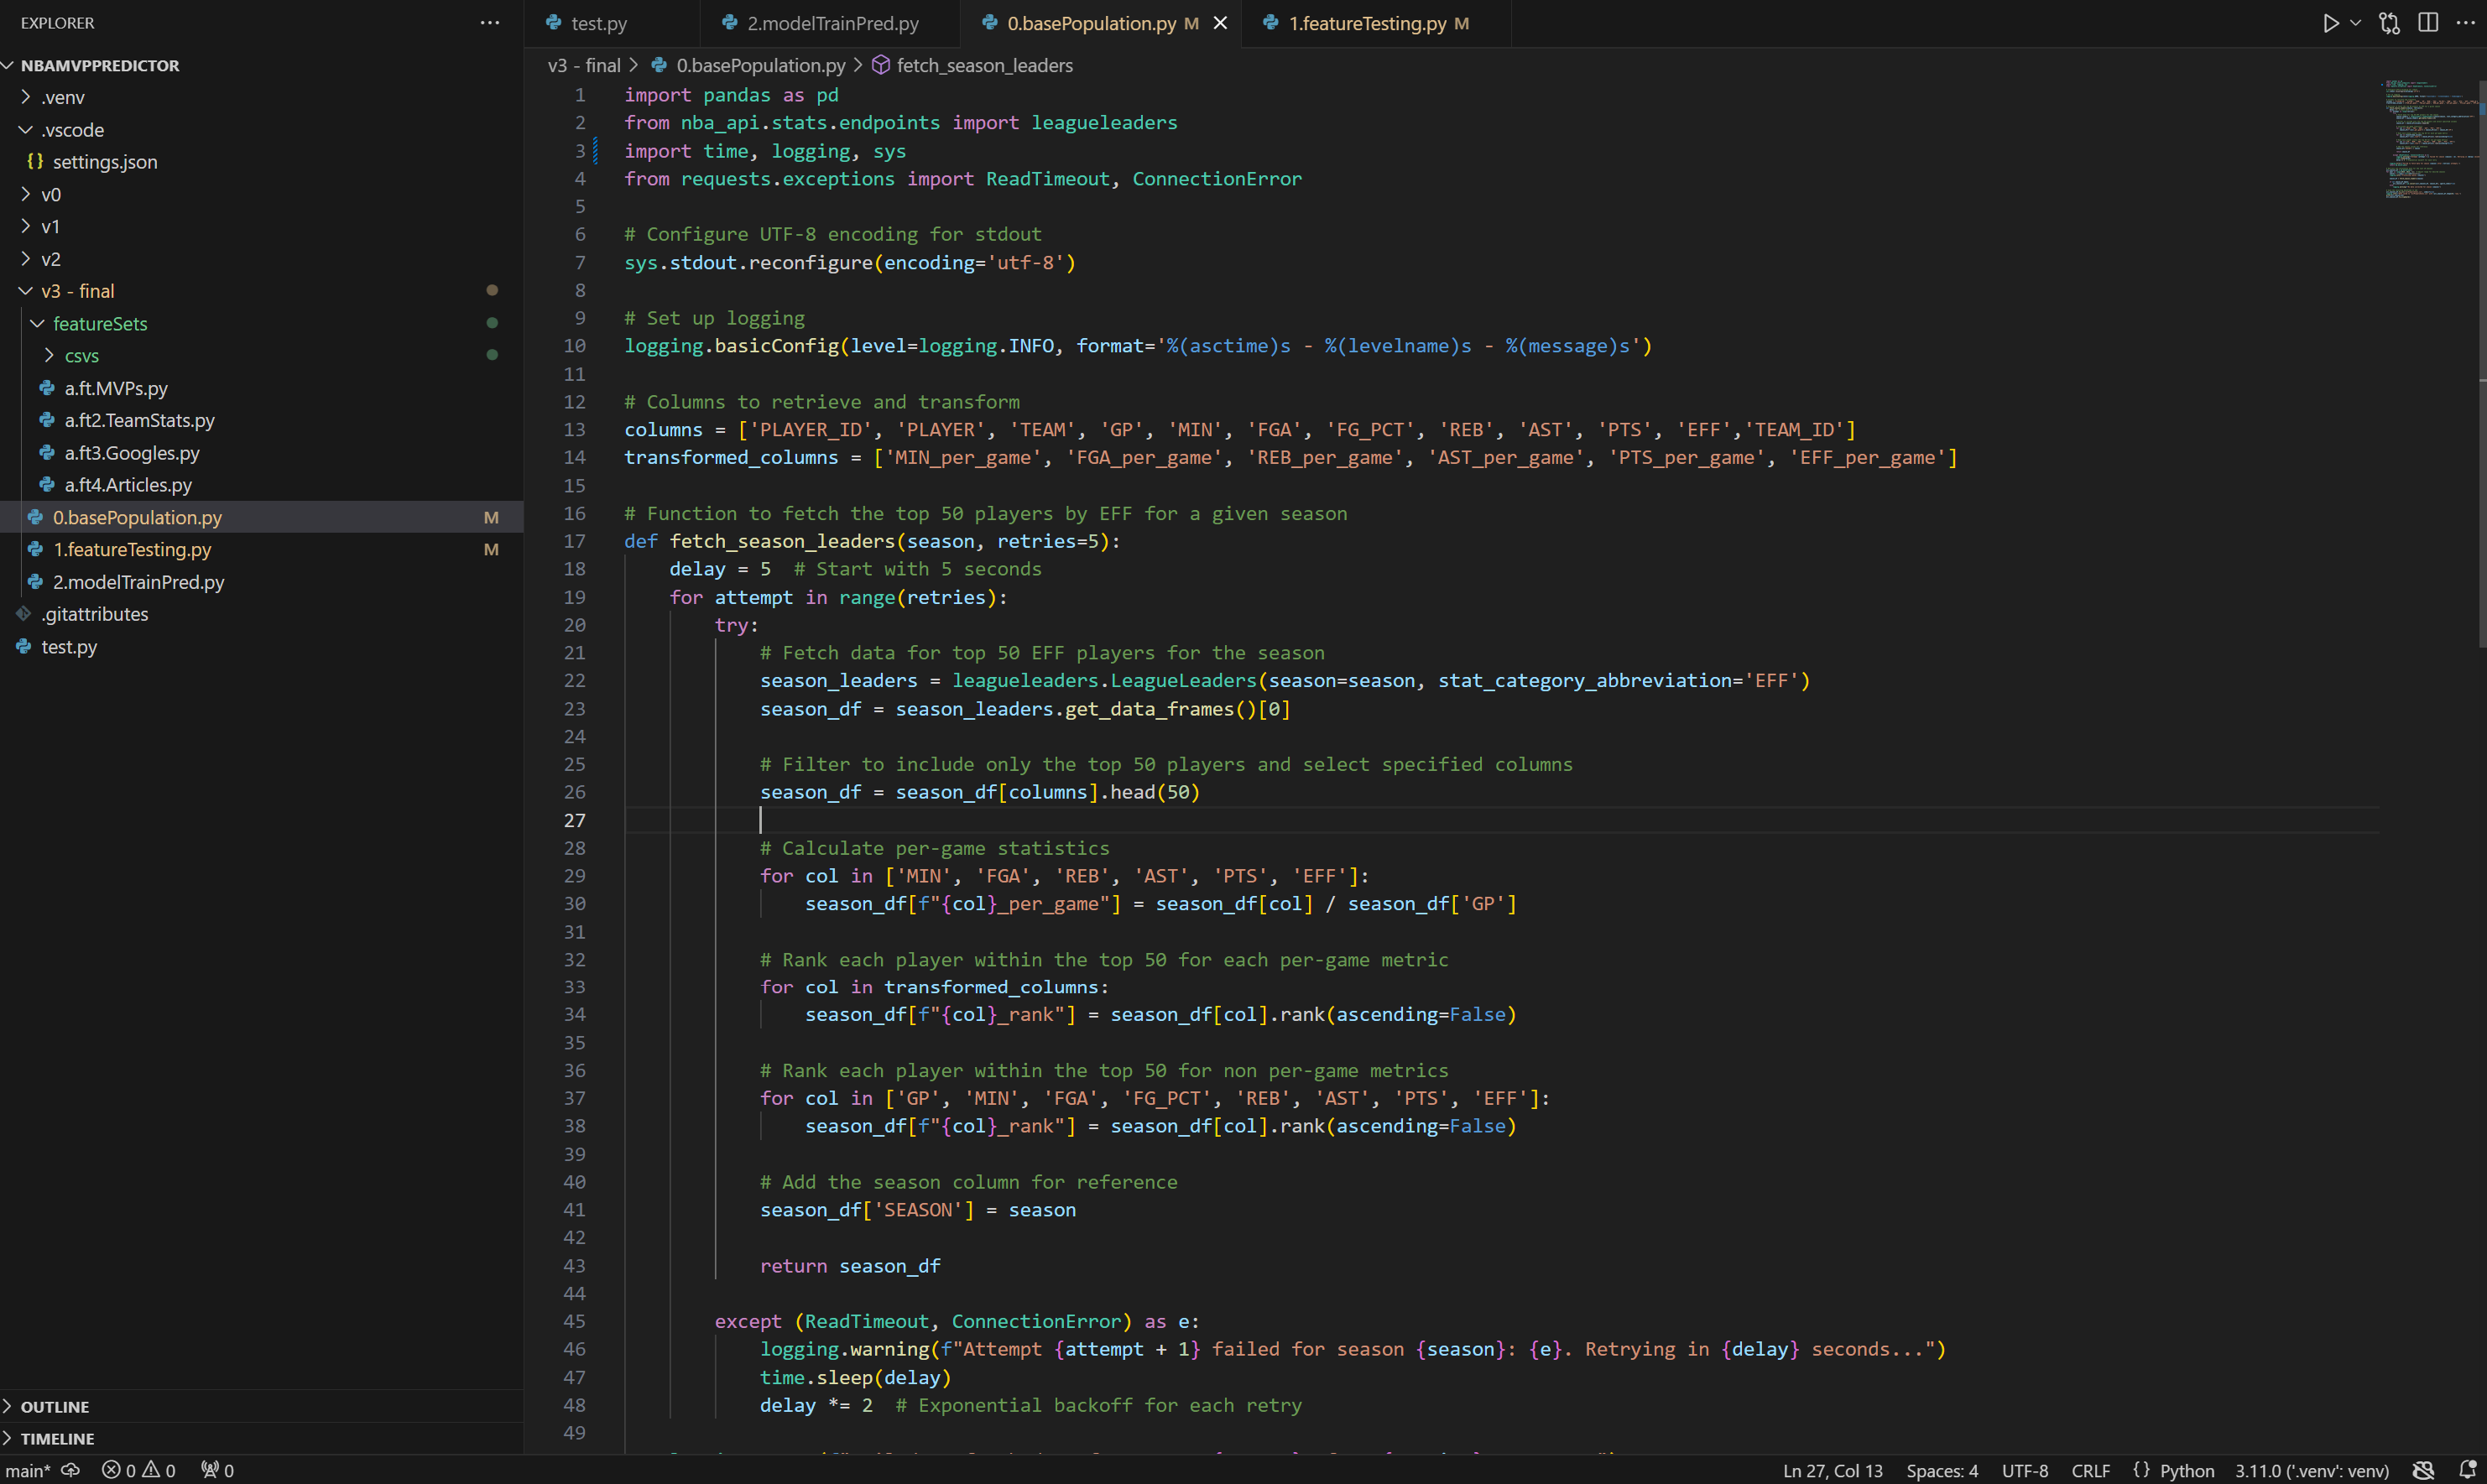 EXPLORER
NBAMVPPREDICTOR
.venv
.vscode
{} settings.json
v0
v1
v2
v3 - final
featureSets
csvs
a.ft.MVPs.py
a.ft2.TeamStats.py
a.ft3.Googles.py
a.ft4.Articles.py
0.basePopulation.py M
1.featureTesting.py M
2.modelTrainPred.py
.gitattributes
test.py
OUTLINE
TIMELINE
test.py 2.modelTrainPred.py 0.basePopulation.py M 1.featureTesting.py M
v3 - final > 0.basePopulation.py > fetch_season_leaders
1 import pandas as pd
2 from nba_api.stats.endpoints import leagueleaders
3 import time, logging, sys
4 from requests.exceptions import ReadTimeout, ConnectionError
5
6 # Configure UTF-8 encoding for stdout
7 sys.stdout.reconfigure(encoding='utf-8')
8
9 # Set up logging
10 logging.basicConfig(level=logging.INFO, format='%(asctime)s - %(levelname)s - %(message)s')
11
12 # Columns to retrieve and transform
13 columns = ['PLAYER_ID', 'PLAYER', 'TEAM', 'GP', 'MIN', 'FGA', 'FG_PCT', 'REB', 'AST', 'PTS', 'EFF','TEAM_ID']
14 transformed_columns = ['MIN_per_game', 'FGA_per_game', 'REB_per_game', 'AST_per_game', 'PTS_per_game', 'EFF_per_game']
15
16 # Function to fetch the top 50 players by EFF for a given season
17 def fetch_season_leaders(season, retries=5):
18     delay = 5  # Start with 5 seconds
19     for attempt in range(retries):
20         try:
21             # Fetch data for top 50 EFF players for the season
22             season_leaders = leagueleaders.LeagueLeaders(season=season, stat_category_abbreviation='EFF')
23             season_df = season_leaders.get_data_frames()[0]
24
25             # Filter to include only the top 50 players and select specified columns
26             season_df = season_df[columns].head(50)
27
28             # Calculate per-game statistics
29             for col in ['MIN', 'FGA', 'REB', 'AST', 'PTS', 'EFF']:
30                 season_df[f"{col}_per_game"] = season_df[col] / season_df['GP']
31
32             # Rank each player within the top 50 for each per-game metric
33             for col in transformed_columns:
34                 season_df[f"{col}_rank"] = season_df[col].rank(ascending=False)
35
36             # Rank each player within the top 50 for non per-game metrics
37             for col in ['GP', 'MIN', 'FGA', 'FG_PCT', 'REB', 'AST', 'PTS', 'EFF']:
38                 season_df[f"{col}_rank"] = season_df[col].rank(ascending=False)
39
40             # Add the season column for reference
41             season_df['SEASON'] = season
42
43             return season_df
44
45         except (ReadTimeout, ConnectionError) as e:
46             logging.warning(f"Attempt {attempt + 1} failed for season {season}: {e}. Retrying in {delay} seconds...")
47             time.sleep(delay)
48             delay *= 2  # Exponential backoff for each retry
49
main* 0 0 0 Ln 27, Col 13 Spaces: 4 UTF-8 CRLF {} Python 3.11.0 ('.venv': venv)